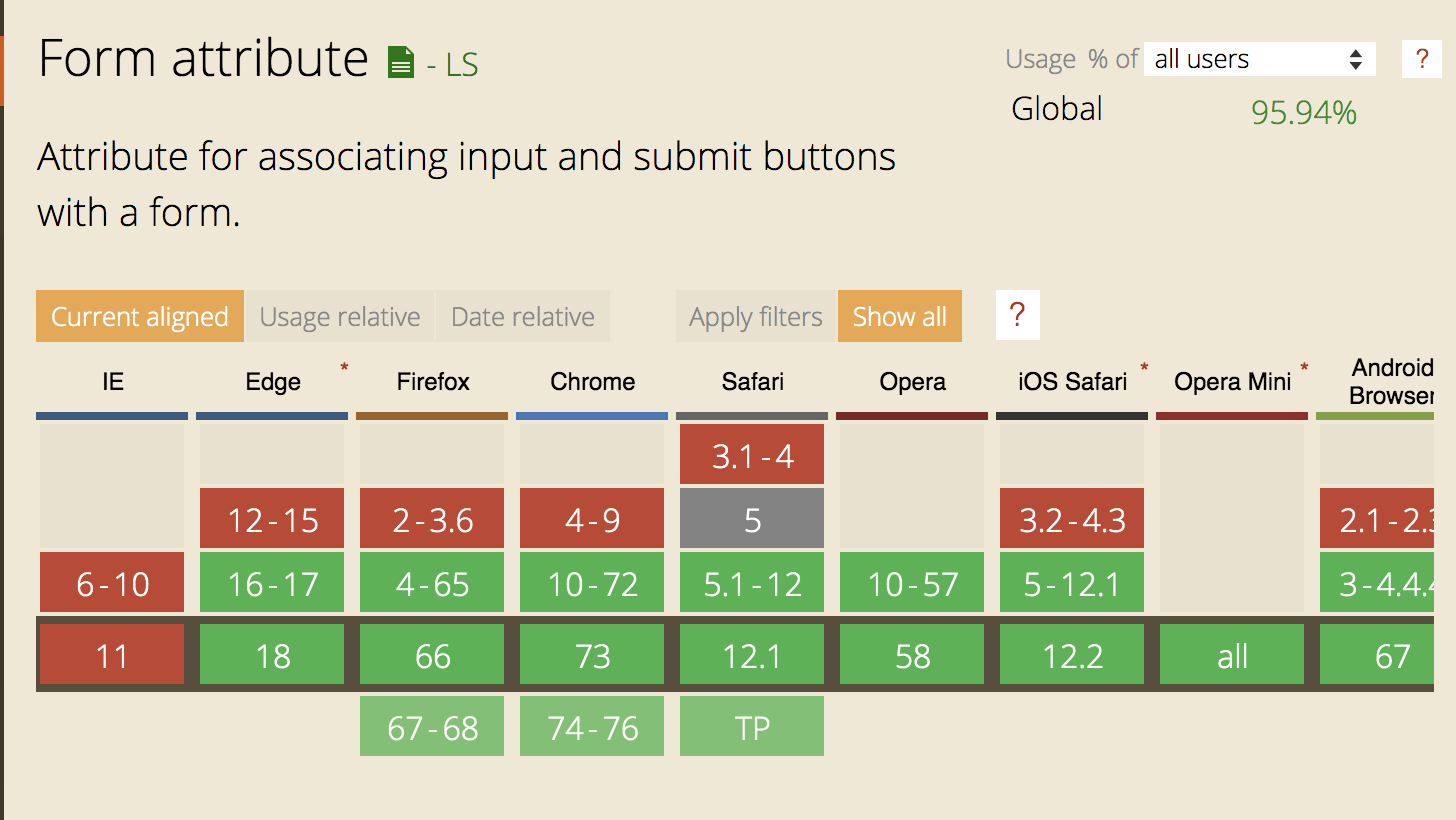 Form attribute - LS
Usage % of all users ?
Global 95.94%
Attribute for associating input and submit buttons
with a form.
Current aligned Usage relative Date relative Apply filters Show all ?
IE Edge * Firefox Chrome Safari Opera iOS Safari * Opera Mini * Android
Browser
3.1 - 4
12 - 15 2 - 3.6 4 - 9 5 3.2 - 4.3 2.1 - 2.3
6 - 10 16 - 17 4 - 65 10 - 72 5.1 - 12 10 - 57 5 - 12.1 3 - 4.4.4
11 18 66 73 12.1 58 12.2 all 67
67 - 68 74 - 76 TP